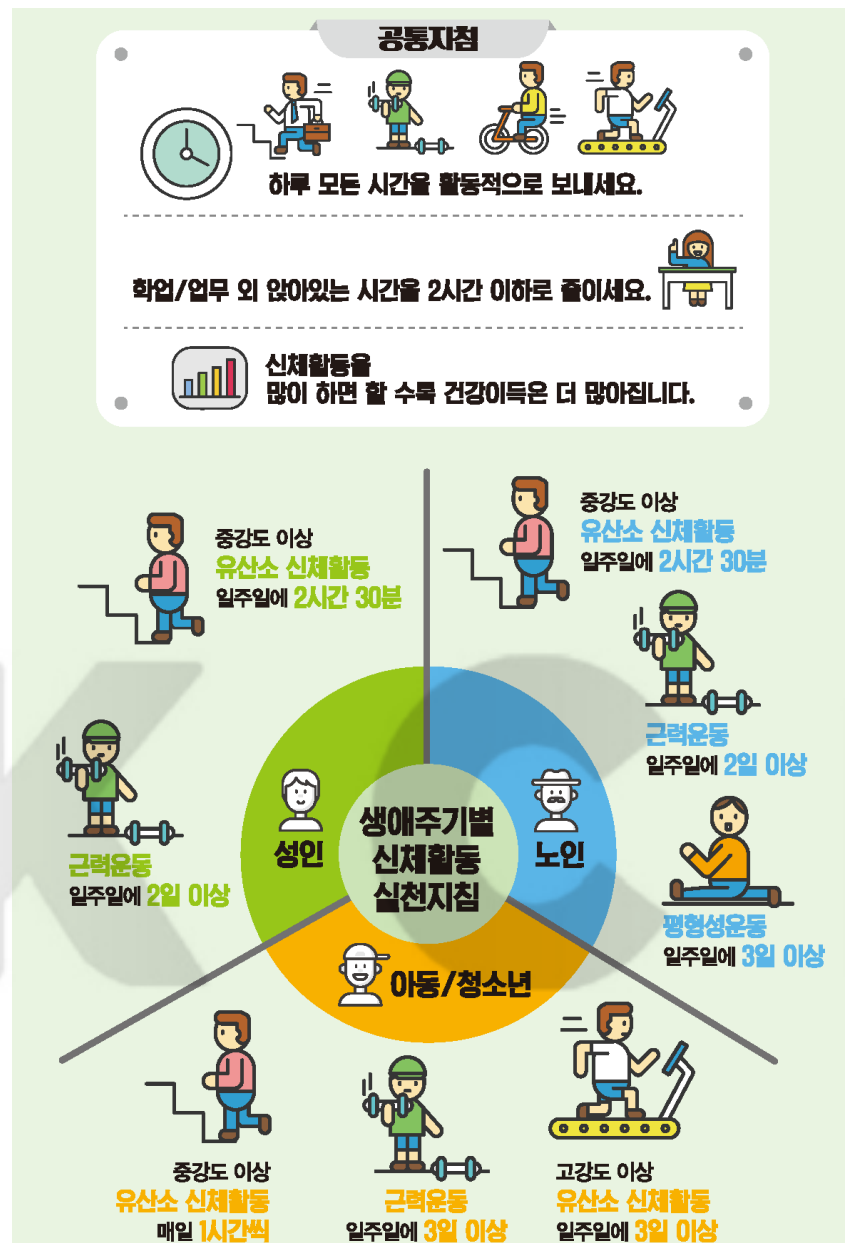 공통지침
하루 모든 시간을 활동적으로 보내세요.
학업/업무 외 앉아있는 시간을 2시간 이하로 줄이세요.
신체활동을
많이 하면 할 수록 건강이득은 더 많아집니다.
중강도 이상
유산소 신체활동
일주일에 2시간 30분
근력운동
일주일에 2일 이상
성인
중강도 이상
유산소 신체활동
일주일에 2시간 30분
근력운동
일주일에 2일 이상
평형성운동
일주일에 3일 이상
노인
생애주기별
신체활동
실천지침
아동/청소년
중강도 이상
유산소 신체활동
매일 1시간씩
근력운동
일주일에 3일 이상
고강도 이상
유산소 신체활동
일주일에 3일 이상